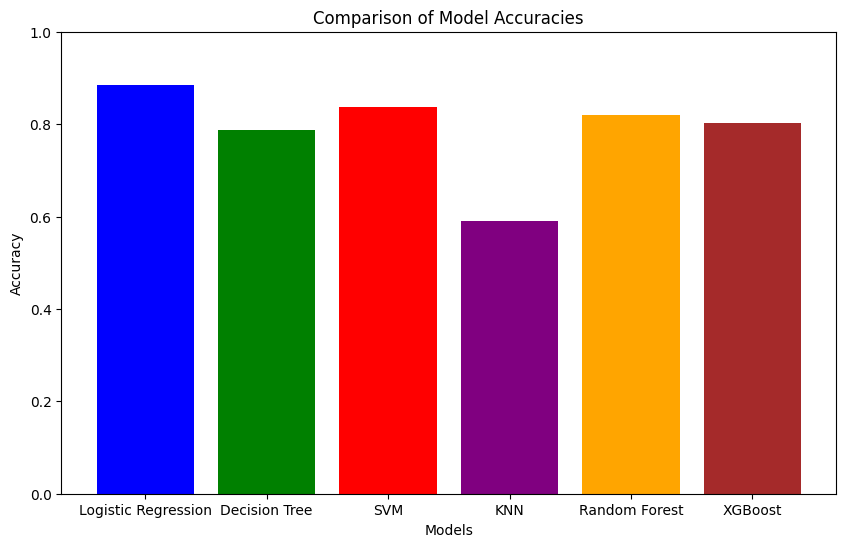 Comparison of Model Accuracies
1.0
0.8
0.6
0.4
0.2
0.0
Accuracy
Logistic Regression Decision Tree SVM KNN Random Forest XGBoost
Models